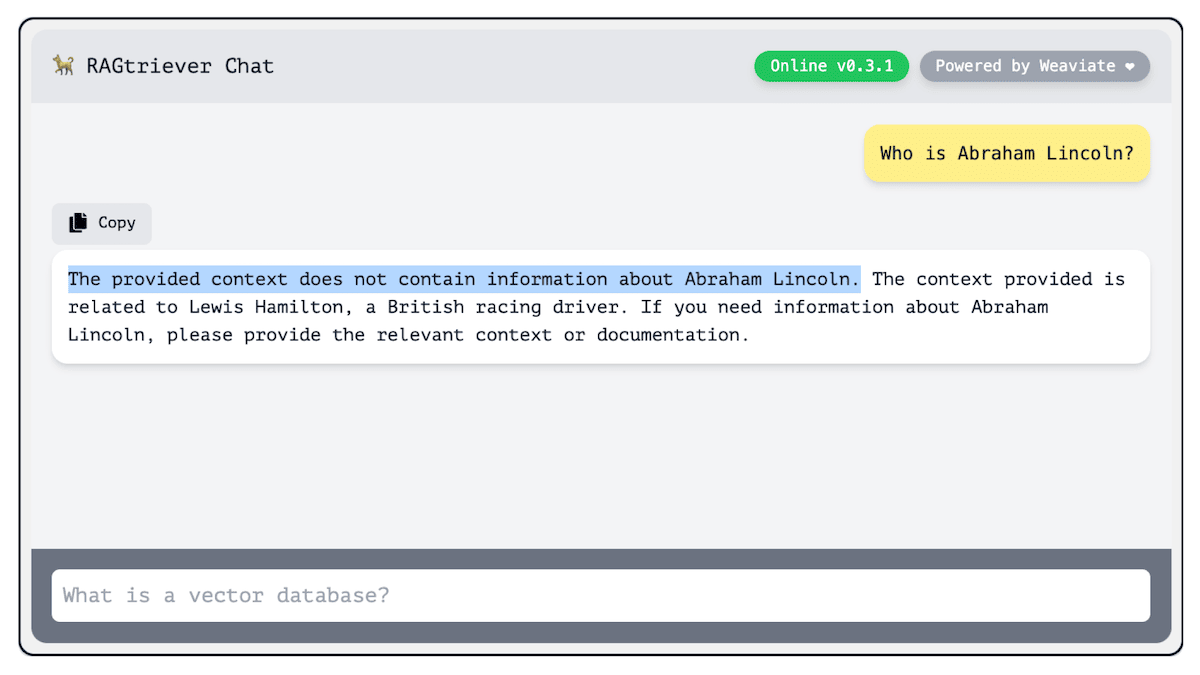 RAGtriever Chat
Online v0.3.1
Powered by Weaviate ❤
Who is Abraham Lincoln?
Copy
The provided context does not contain information about Abraham Lincoln. The context provided is
related to Lewis Hamilton, a British racing driver. If you need information about Abraham
Lincoln, please provide the relevant context or documentation.
What is a vector database?